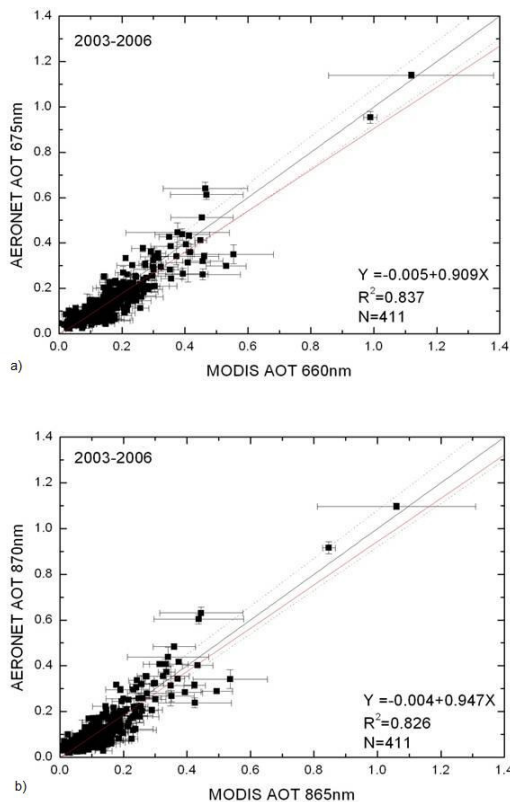 2003-2006
1.4
1.2
1.0
0.8
0.6
0.4
0.2
0.0
AERONET AOT 675nm
Y =-0.005+0.909X
R²=0.837
N=411
0.0 0.2 0.4 0.6 0.8 1.0 1.2 1.4
MODIS AOT 660nm
a)
2003-2006
1.4
1.2
1.0
0.8
0.6
0.4
0.2
0.0
AERONET AOT 870nm
Y =-0.004+0.947X
R²=0.826
N=411
0.0 0.2 0.4 0.6 0.8 1.0 1.2 1.4
MODIS AOT 865nm
b)